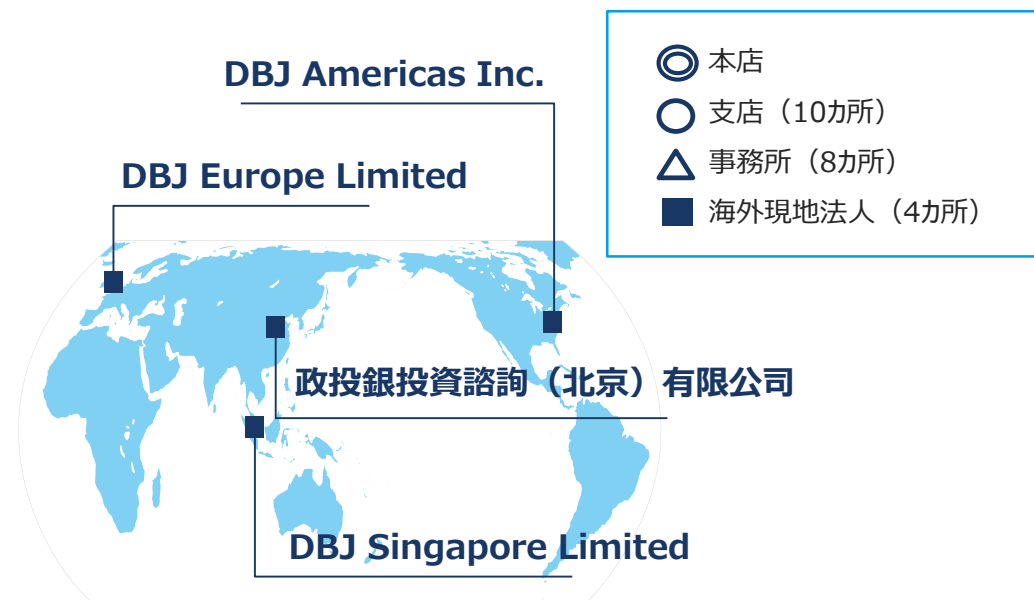 DBJ Americas Inc.
DBJ Europe Limited
政投銀投資諮詢（北京）有限公司
DBJ Singapore Limited
本店
支店（10カ所）
事務所（8カ所）
海外現地法人（4カ所）